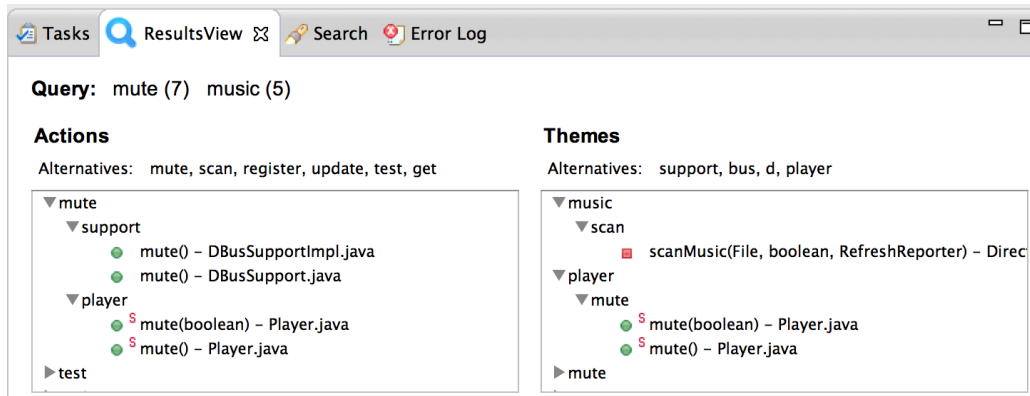 Tasks ResultsView Search Error Log
Query: mute (7) music (5)
Actions
Alternatives: mute, scan, register, update, test, get
mute
support
mute() – DBusSupportImpl.java
mute() – DBusSupport.java
player
S mute(boolean) – Player.java
S mute() – Player.java
test
Themes
Alternatives: support, bus, d, player
music
scan
scanMusic(File, boolean, RefreshReporter) – Direc
player
mute
S mute(boolean) – Player.java
S mute() – Player.java
mute